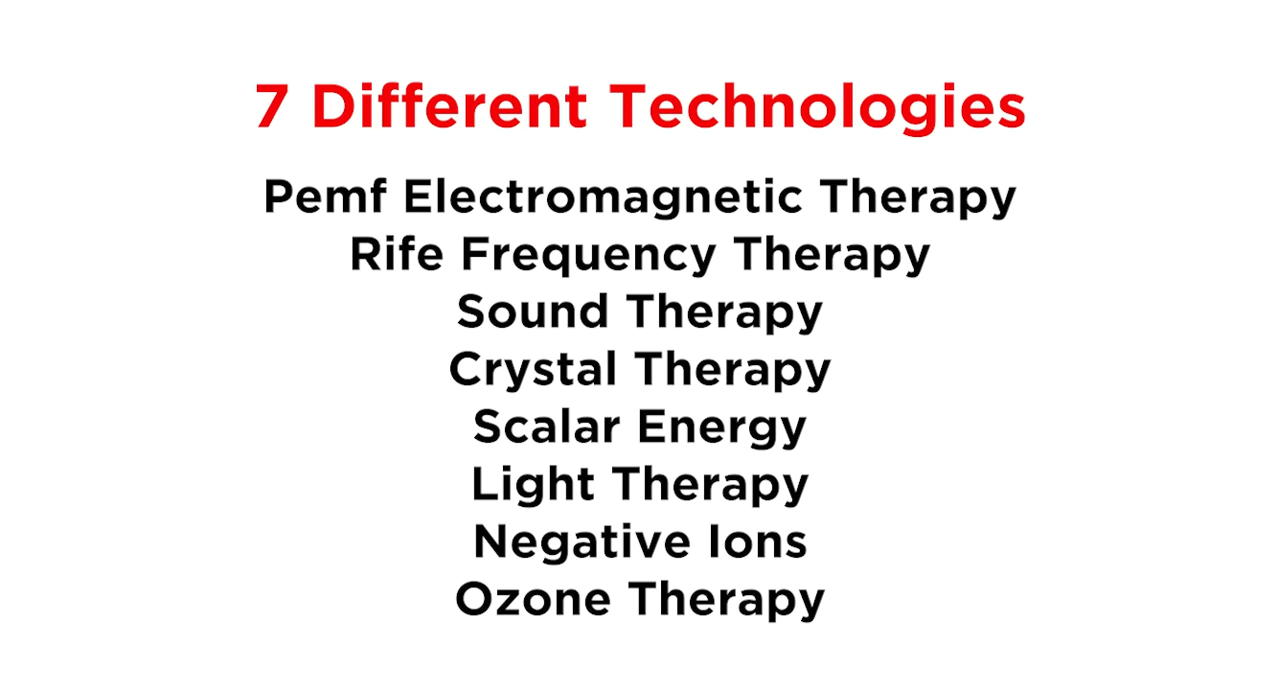 7 Different Technologies
Pemf Electromagnetic Therapy
Rife Frequency Therapy
Sound Therapy
Crystal Therapy
Scalar Energy
Light Therapy
Negative Ions
Ozone Therapy